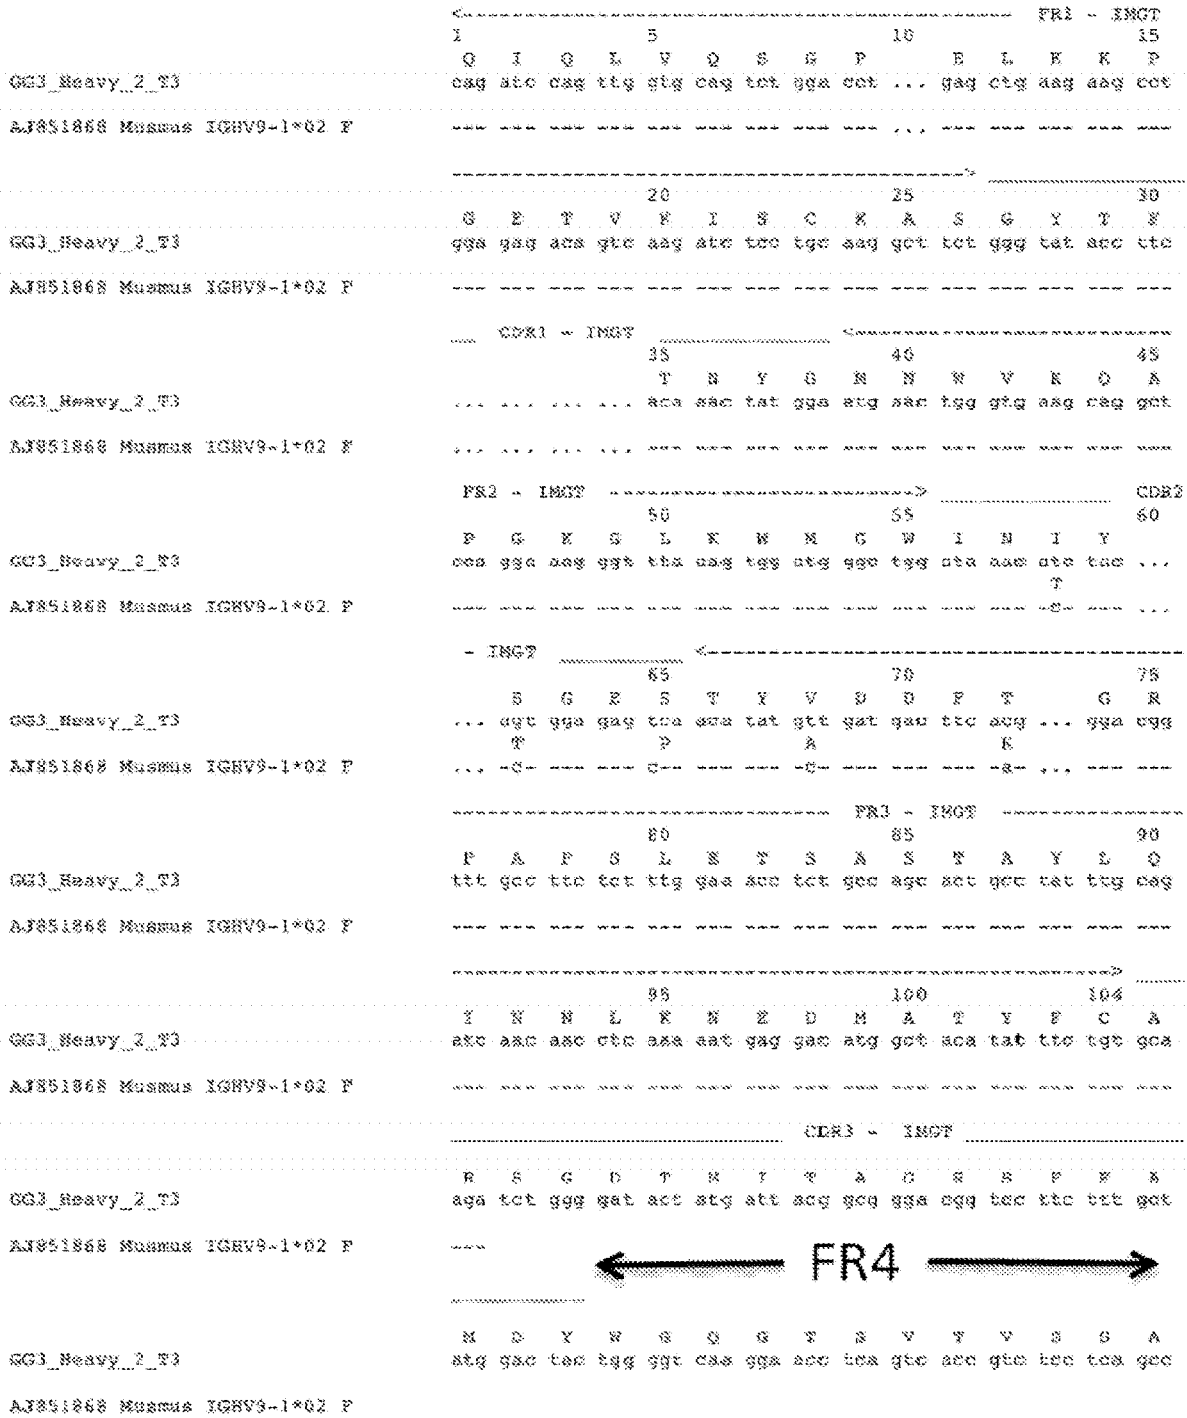 <------------------------------------ FR1 - IMGT
1 5 10 15
Q I Q L V Q S G P E L K K P
GG3_Heavy_2_T3 cag atc cag ttg gtg cag tct gga cct ... gag ctg aag aag cct
AJ851868 Musmus IGHV9-1*02 F --- --- --- --- --- --- --- --- --- ... --- --- --- --- ---
----------------------------------> ______________
20 25 30
G E T V K I S C K A S G Y T F
GG3_Heavy_2_T3 gga gag aca gtc aag atc tcc tgc aag gct tct ggg tat acc ttc
AJ851868 Musmus IGHV9-1*02 F --- --- --- --- --- --- --- --- --- --- --- --- --- --- ---
__ CDR1 - IMGT ____________ <----------------------
35 40 45
T N Y G M N W V K Q A
GG3_Heavy_2_T3 ... ... ... ... aca aac tat gga atg aac tgg gtg aag cag gct
AJ851868 Musmus IGHV9-1*02 F ... ... ... ... --- --- --- --- --- --- --- --- --- --- ---
FR2 - IMGT ---------------------> ____________ CDR2
50 55 60
P G K G L K W M G W I N I Y
GG3_Heavy_2_T3 cca gga aag ggt tta aag tgg atg ggc tgg ata aac atc tac ...
T
AJ851868 Musmus IGHV9-1*02 F --- --- --- --- --- --- --- --- --- --- --- --- -c- --- ...
- IMGT _________ <--------------------------------
65 70 75
S G E S T Y V D D F T G R
GG3_Heavy_2_T3 ... agt gga gag tca aca tat gtt gat gac ttc acg ... gga cgg
T P A K
AJ851868 Musmus IGHV9-1*02 F ... -c- --- --- c-- --- --- -c- --- --- --- -a- ... --- ---
-------------------------- FR3 - IMGT ------------
80 85 90
F A F S L E T S A S T A Y L Q
GG3_Heavy_2_T3 ttt gcc ttc tct ttg gaa acc tct gcc agc act gcc tat ttg cag
AJ851868 Musmus IGHV9-1*02 F --- --- --- --- --- --- --- --- --- --- --- --- --- --- ---
--------------------------------------------> ____
95 100 104
I N N L K N E D M A T Y F C A
GG3_Heavy_2_T3 atc aac aac ctc aaa aat gag gac atg gct aca tat ttc tgt gca
AJ851868 Musmus IGHV9-1*02 F --- --- --- --- --- --- --- --- --- --- --- --- --- --- ---
________________________ CDR3 - IMGT ________________
R S G D T M I T A G R S F F A
GG3_Heavy_2_T3 aga tct ggg gat act atg att acg gcg gga cgg tcc ttc ttt gct
AJ851868 Musmus IGHV9-1*02 F ---
FR4
M D Y W G Q G T S V T V S S A
GG3_Heavy_2_T3 atg gac tac tgg ggt caa gga acc tca gtc acc gtc tcc tca gcc
AJ851868 Musmus IGHV9-1*02 F